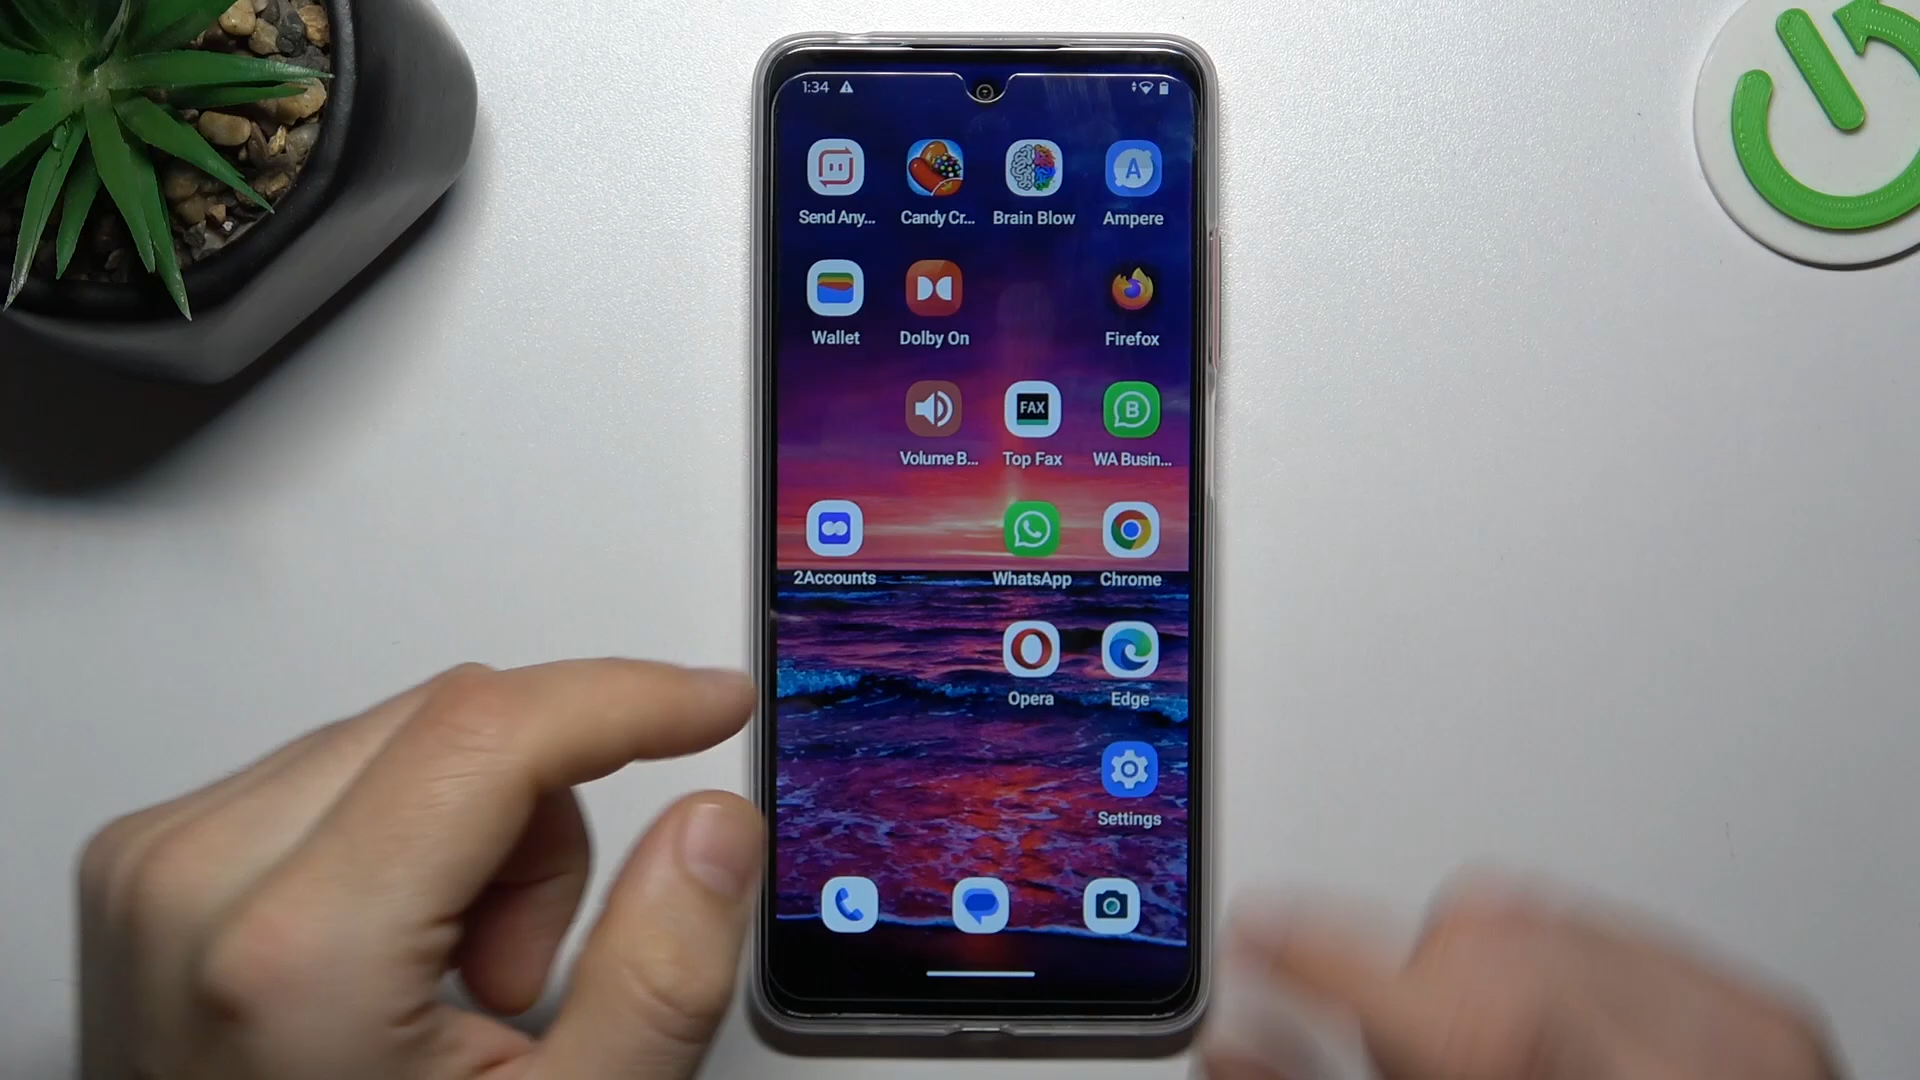 1:34
Send Any... Candy Cr... Brain Blow Ampere
Wallet Dolby On Firefox
FAX B
Volume B... Top Fax WA Busin...
2Accounts WhatsApp Chrome
Opera Edge
Settings